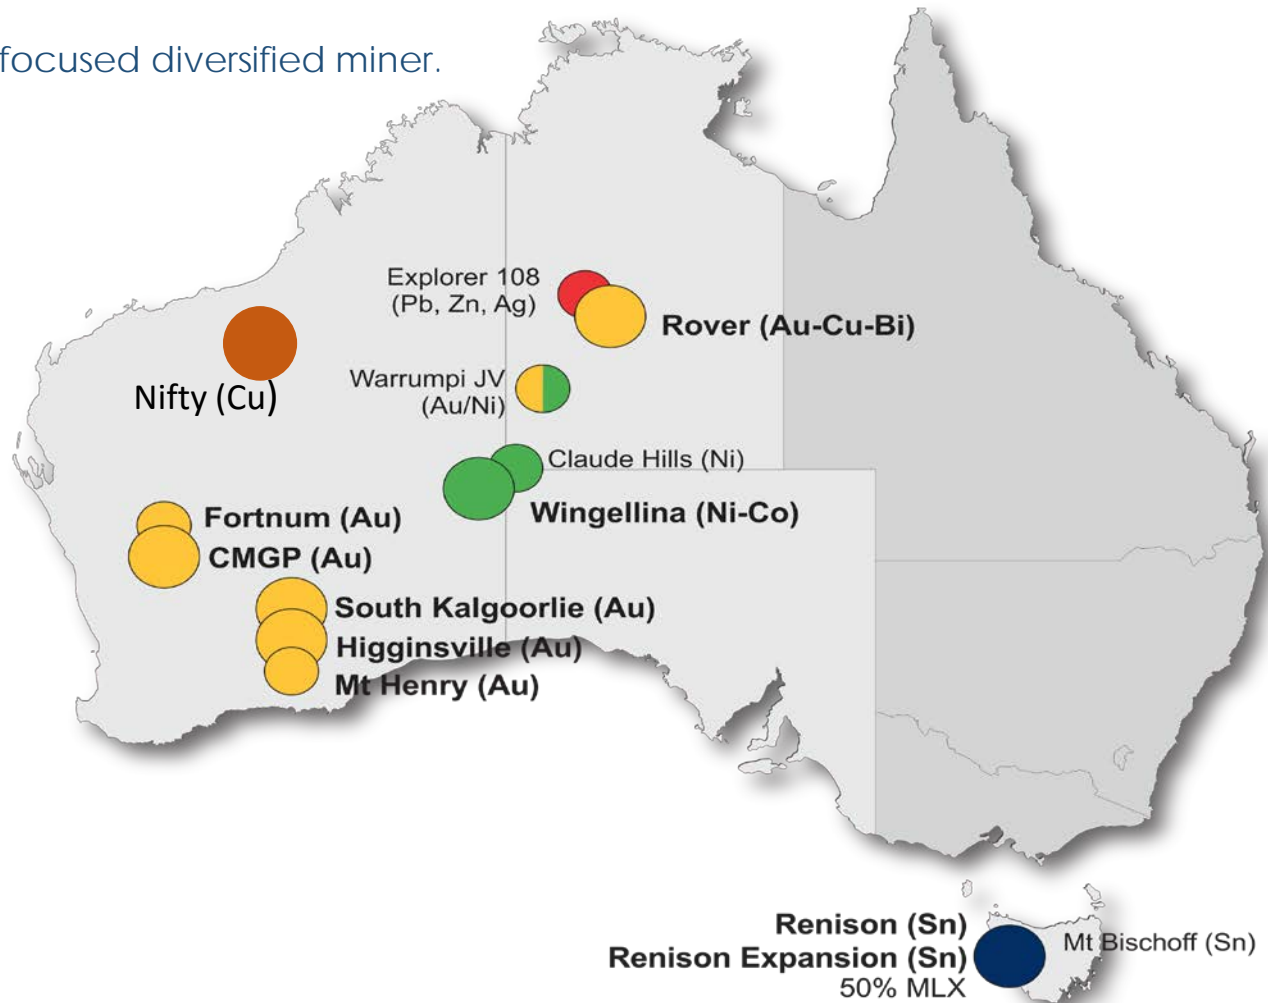 focused diversified miner.
Explorer 108
(Pb, Zn, Ag)
Rover (Au-Cu-Bi)
Nifty (Cu)
Warrumpi JV
(Au/Ni)
Claude Hills (Ni)
Wingellina (Ni-Co)
Fortnum (Au)
CMGP (Au)
South Kalgoorlie (Au)
Higginsville (Au)
Mt Henry (Au)
Renison (Sn)
Renison Expansion (Sn)
50% MLX
Mt Bischoff (Sn)